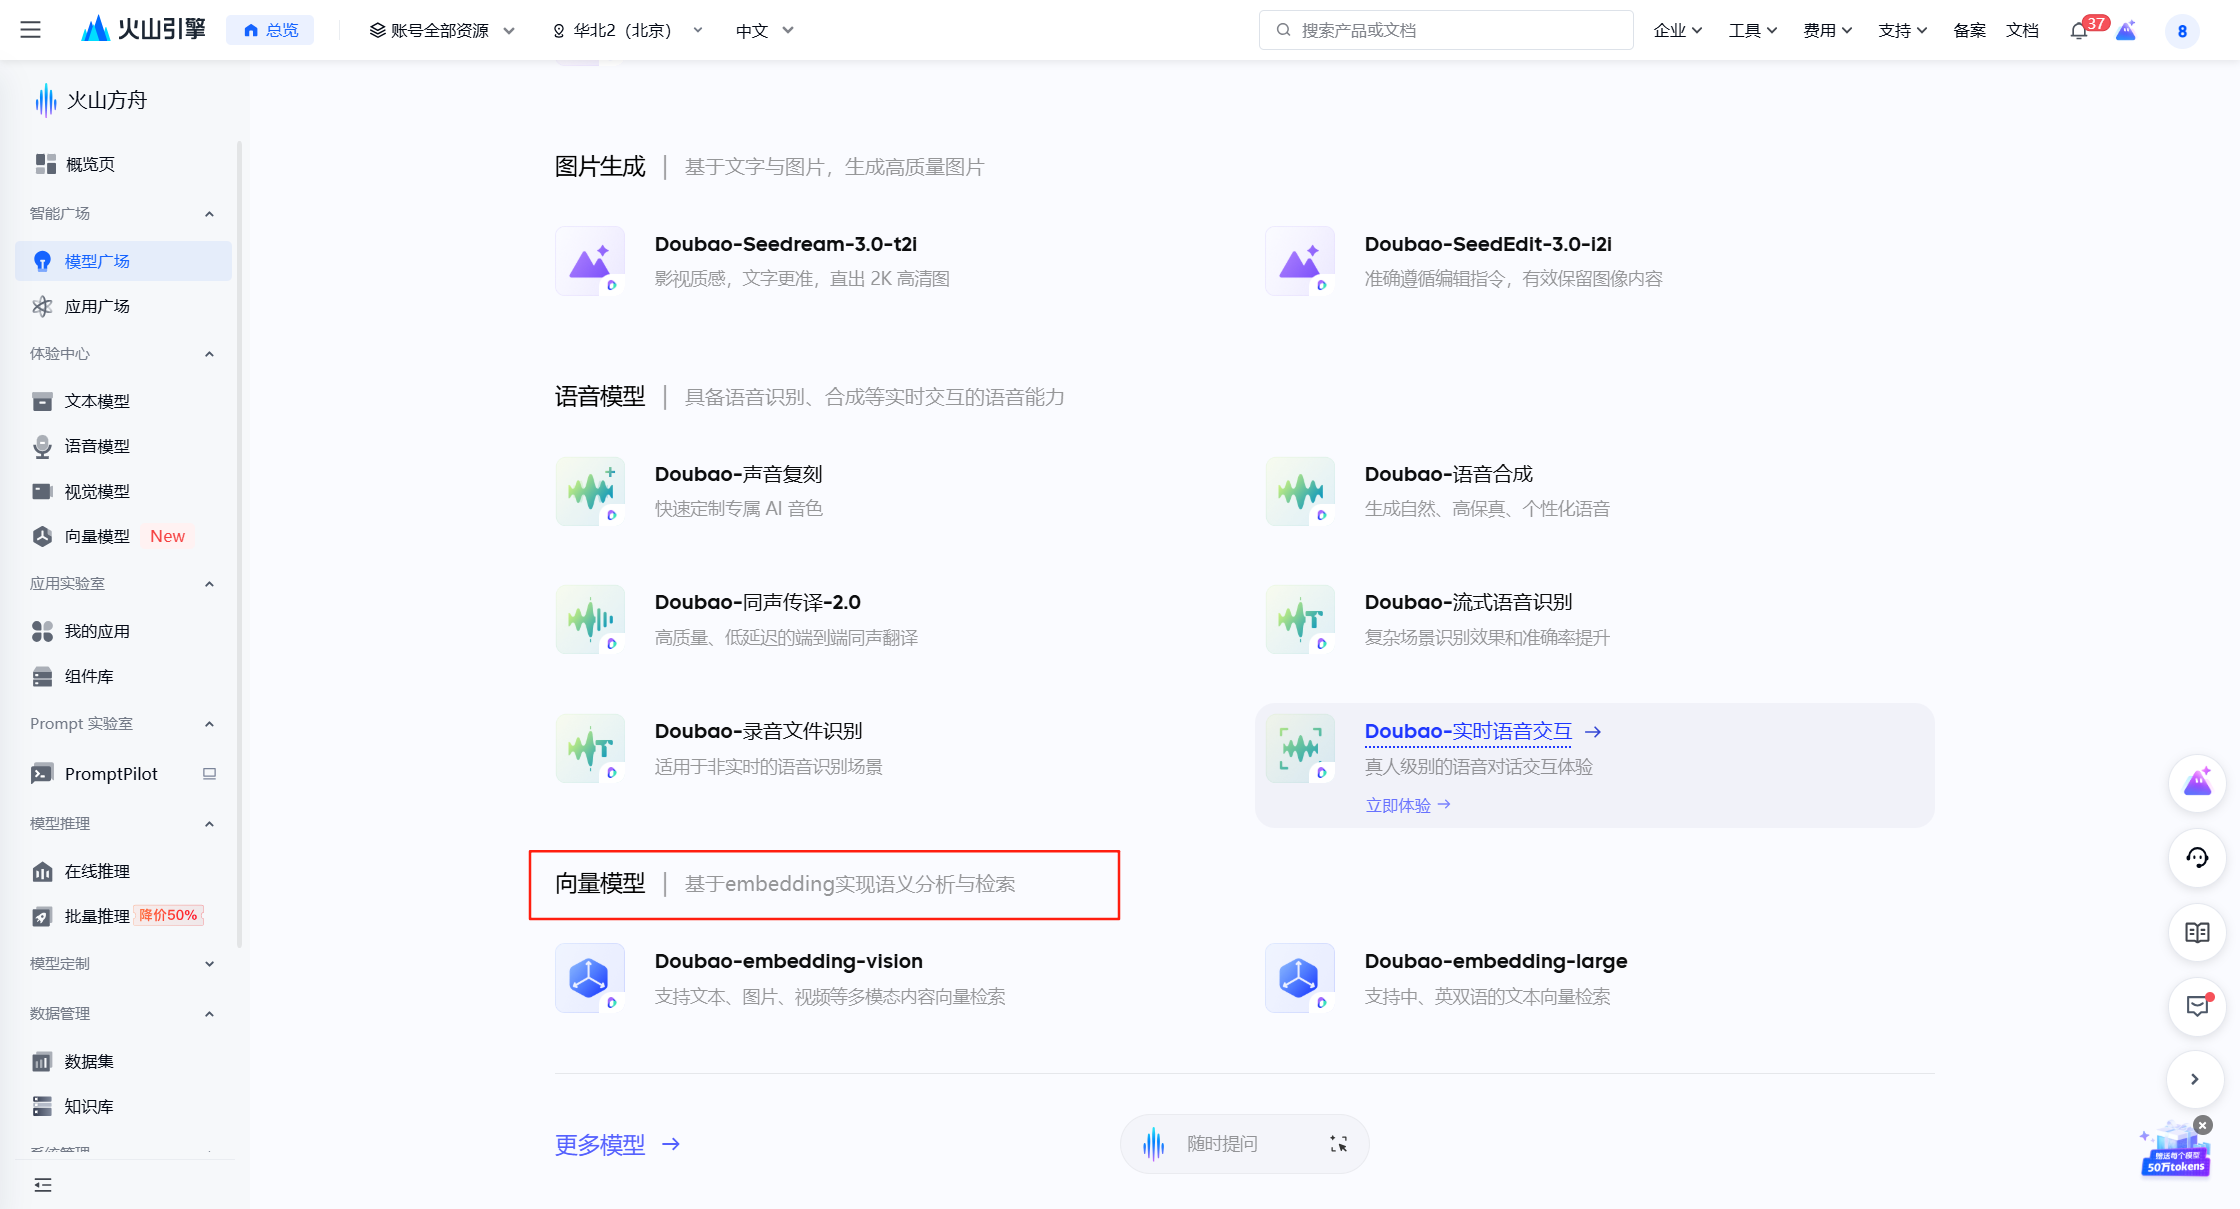 火山引擎
总览
账号全部资源
华北2（北京）
中文
搜索产品或文档
企业
工具
费用
支持
备案
文档
37
8
火山方舟
概览页
智能广场
模型广场
应用广场
体验中心
文本模型
语音模型
视觉模型
向量模型 New
应用实验室
我的应用
组件库
Prompt 实验室
PromptPilot
模型推理
在线推理
批量推理 降价50%
模型定制
数据管理
数据集
知识库
系统管理
图片生成 | 基于文字与图片，生成高质量图片
Doubao-Seedream-3.0-t2i
影视质感，文字更准，直出 2K 高清图
Doubao-SeedEdit-3.0-i2i
准确遵循编辑指令，有效保留图像内容
语音模型 | 具备语音识别、合成等实时交互的语音能力
Doubao-声音复刻
快速定制专属 AI 音色
Doubao-语音合成
生成自然、高保真、个性化语音
Doubao-同声传译-2.0
高质量、低延迟的端到端同声翻译
Doubao-流式语音识别
复杂场景识别效果和准确率提升
Doubao-录音文件识别
适用于非实时的语音识别场景
Doubao-实时语音交互 →
真人级别的语音对话交互体验
立即体验 →
向量模型 | 基于embedding实现语义分析与检索
Doubao-embedding-vision
支持文本、图片、视频等多模态内容向量检索
Doubao-embedding-large
支持中、英双语的文本向量检索
更多模型 →
随时提问
赠送每个模型
50万tokens